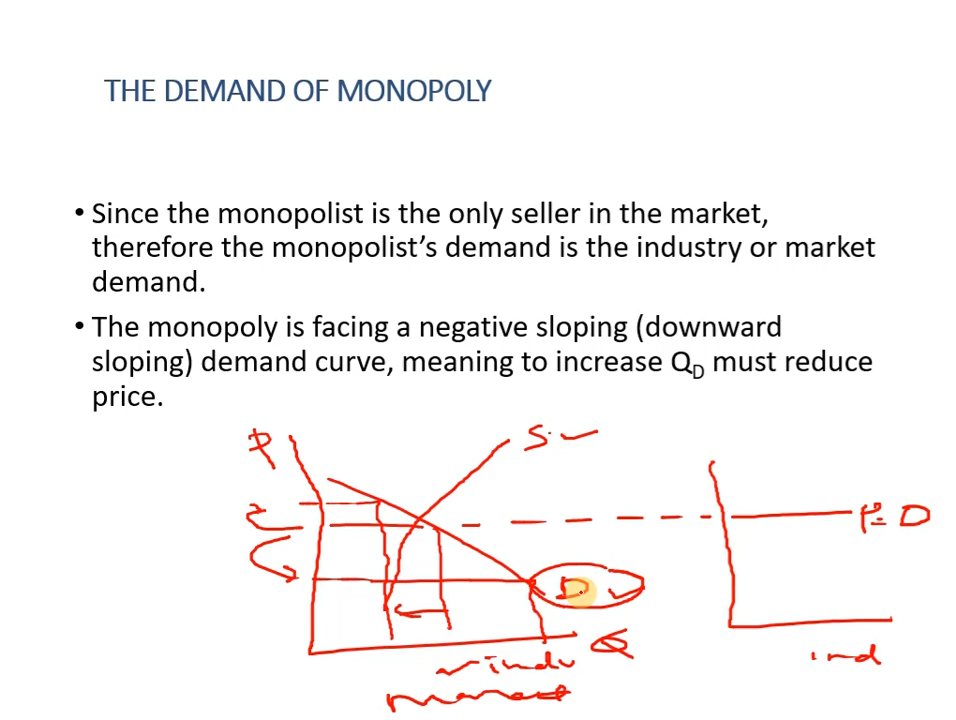 THE DEMAND OF MONOPOLY
• Since the monopolist is the only seller in the market,
therefore the monopolist's demand is the industry or market
demand.
• The monopoly is facing a negative sloping (downward
sloping) demand curve, meaning to increase QD must reduce
price.
P
S
P= D
D
Q
indu
ind